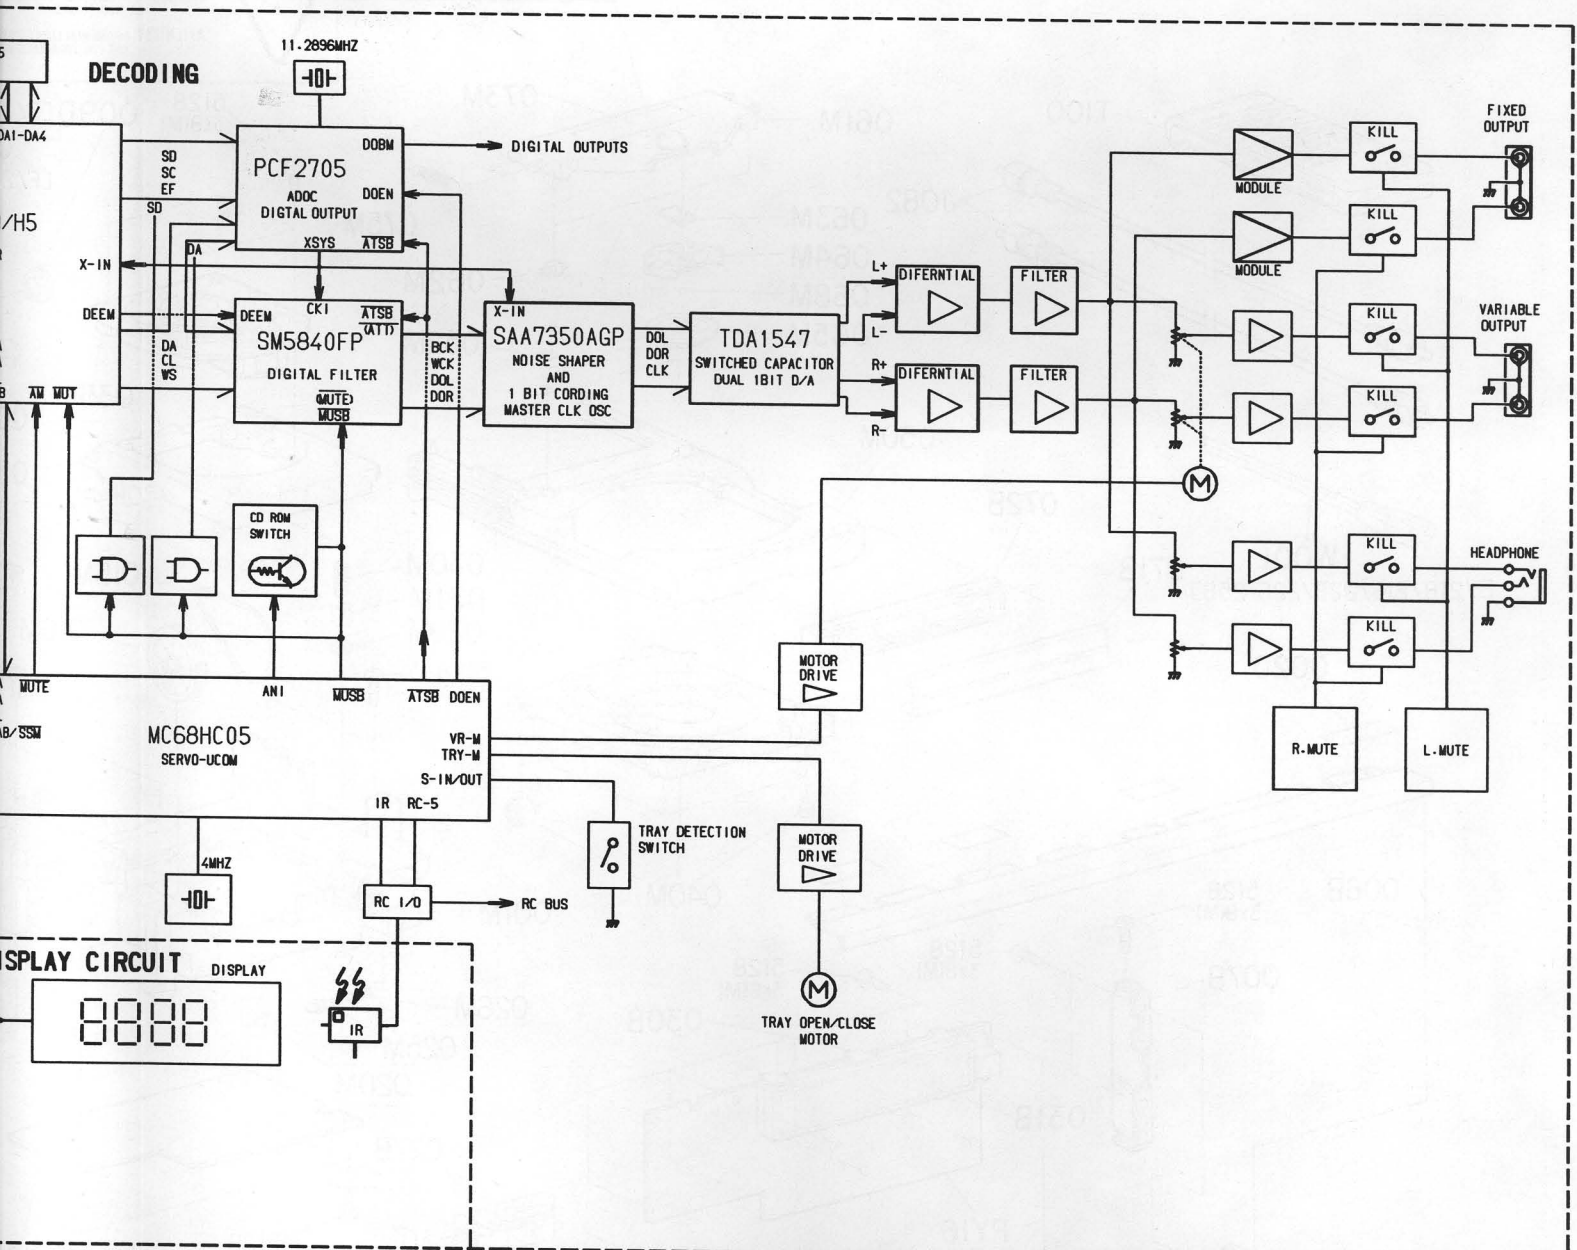 11.2896MHZ
DECODING
DA1-DA4
/H5
X-IN
DEEM
AM MUT
SD
SC
EF
SD
DA
DA
CL
WS
PCF2705
ADOC
DIGTAL OUTPUT
DOBM
DOEN
XSYS
ATSB
DIGITAL OUTPUTS
CKI
DEEM
ATSB
(ATT)
SM5840FP
DIGITAL FILTER
(MUTE)
MUSB
BCK
WCK
DOL
DOR
X-IN
SAA7350AGP
NOISE SHAPER
AND
1 BIT CORDING
MASTER CLK OSC
DOL
DOR
CLK
TDA1547
SWITCHED CAPACITOR
DUAL 1BIT D/A
L+
L-
R+
R-
DIFERNTIAL
FILTER
DIFERNTIAL
FILTER
MODULE
MODULE
KILL
KILL
KILL
KILL
KILL
KILL
FIXED
OUTPUT
VARIABLE
OUTPUT
HEADPHONE
M
R.MUTE
L.MUTE
CD ROM
SWITCH
MUTE
ANI
MUSB
ATSB
DOEN
AB/SSM
MC68HC05
SERVO-UCOM
VR-M
TRY-M
S-IN/OUT
IR
RC-5
MOTOR
DRIVE
4MHZ
TRAY DETECTION
SWITCH
MOTOR
DRIVE
RC I/O
RC BUS
M
TRAY OPEN/CLOSE
MOTOR
ISPLAY CIRCUIT
DISPLAY
8888
IR